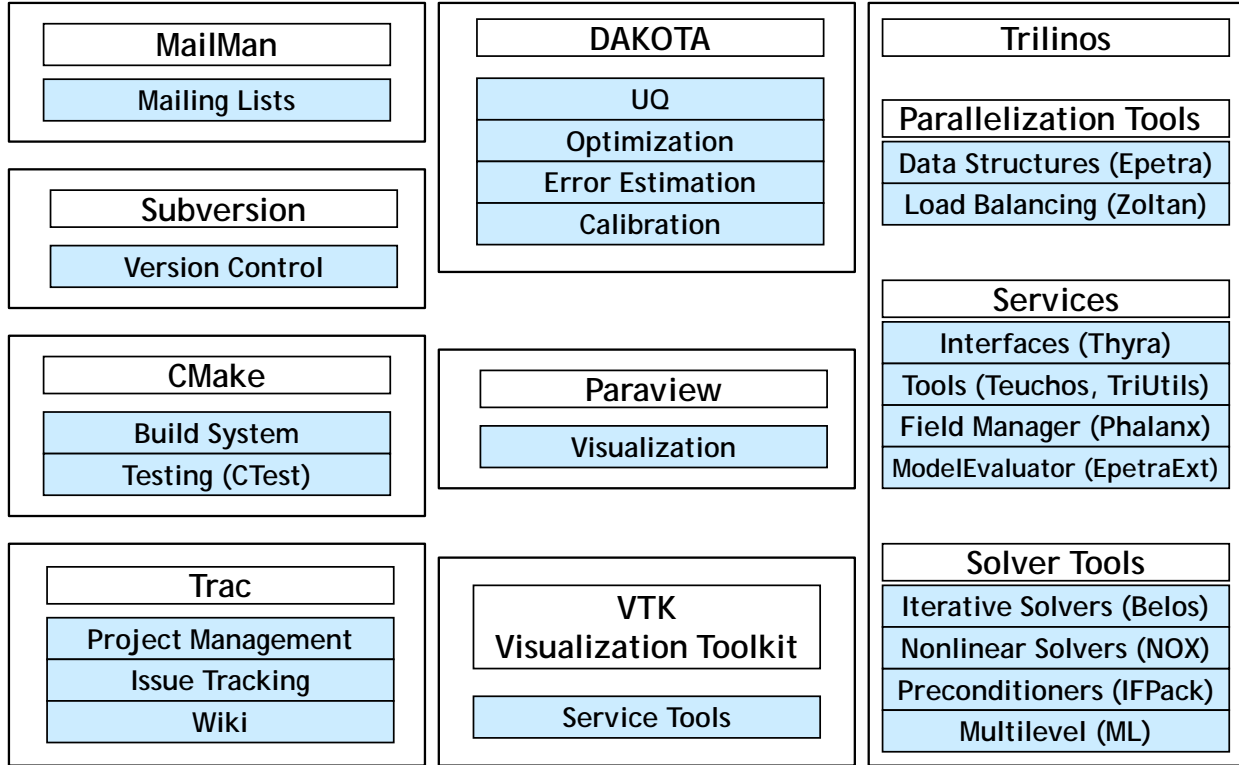 MailMan
Mailing Lists
Subversion
Version Control
CMake
Build System
Testing (CTest)
Trac
Project Management
Issue Tracking
Wiki
DAKOTA
UQ
Optimization
Error Estimation
Calibration
Paraview
Visualization
VTK
Visualization Toolkit
Service Tools
Trilinos
Parallelization Tools
Data Structures (Epetra)
Load Balancing (Zoltan)
Services
Interfaces (Thyra)
Tools (Teuchos, TriUtils)
Field Manager (Phalanx)
ModelEvaluator (EpetraExt)
Solver Tools
Iterative Solvers (Belos)
Nonlinear Solvers (NOX)
Preconditioners (IFPack)
Multilevel (ML)